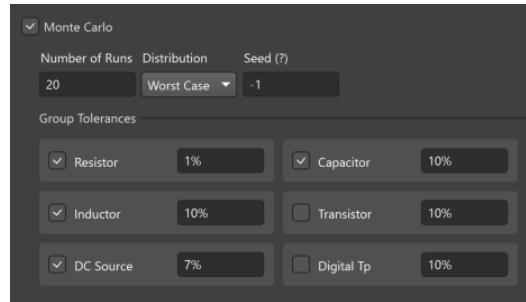 Monte Carlo
Number of Runs Distribution Seed (?)
20 Worst Case -1
Group Tolerances
Resistor 1% Capacitor 10%
Inductor 10% Transistor 10%
DC Source 7% Digital Tp 10%